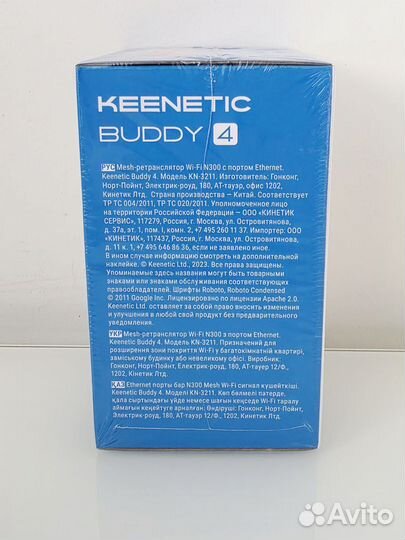 KEENETIC
BUDDY 4
РУС Mesh-ретранслятор Wi-Fi N300 с портом Ethernet.
Keenetic Buddy 4. Модель KN-3211. Изготовитель: Гонконг,
Норт-Пойнт, Электрик-роуд, 180, АТ-тауэр, офис 1202,
Кинетик Лтд. Страна производства — Китай. Соответствует
ТР ТС 004/2011, ТР ТС 020/2011. Уполномоченное лицо
на территории Российской Федерации — ООО «КИНЕТИК
СЕРВИС», 117279, Россия, г. Москва, ул. Островитянова,
д. 37а, эт. 1, пом. I, комн. 2, +7 495 260 11 37. Импортер —
ООО «КИНЕТИК», 117437, Россия, г. Москва, ул. Островитянова,
д. 11, к. 1, +7 495 646 86 36, если не заявлено иное.
В ином случае информацию смотреть на дополнительной
наклейке. © Keenetic Ltd., 2023. Все права защищены.
Упоминаемые здесь названия могут быть товарными
знаками или знаками обслуживания соответствующих
правообладателей. Шрифты Roboto, Roboto Condensed
© 2011 Google Inc. Лицензировано по лицензии Apache 2.0.
Keenetic Ltd. оставляет за собой право вносить изменения
и улучшения в любой свой продукт без предварительного
уведомления.
УКР Mesh-ретранслятор Wi-Fi N300 з портом Ethernet.
Keenetic Buddy 4. Модель KN-3211. Призначений для
розширення зони покриття Wi-Fi у багатокімнатній квартирі,
заміському будинку або невеликому офісі. Виробник:
Гонконг, Норт-Пойнт, Електрик-роуд, 180, АТ-тауэр 12/Ф.,
1202, Кінетик Лтд.
ҚАЗ Ethernet порты бар N300 Mesh Wi-Fi сигнал күшейткіші.
Keenetic Buddy 4. Моделі KN-3211. Көп бөлмелі пәтерде,
қала сыртындағы үйде немесе шағын кеңседе Wi-Fi таралу
аймағын кеңейтуге арналған. Өндіруші: Гонконг, Норт-Пойнт,
Электрик-роуд, 180, АТ-тауэр 12/Ф., 1202, Кинетик Лтд.
Avito